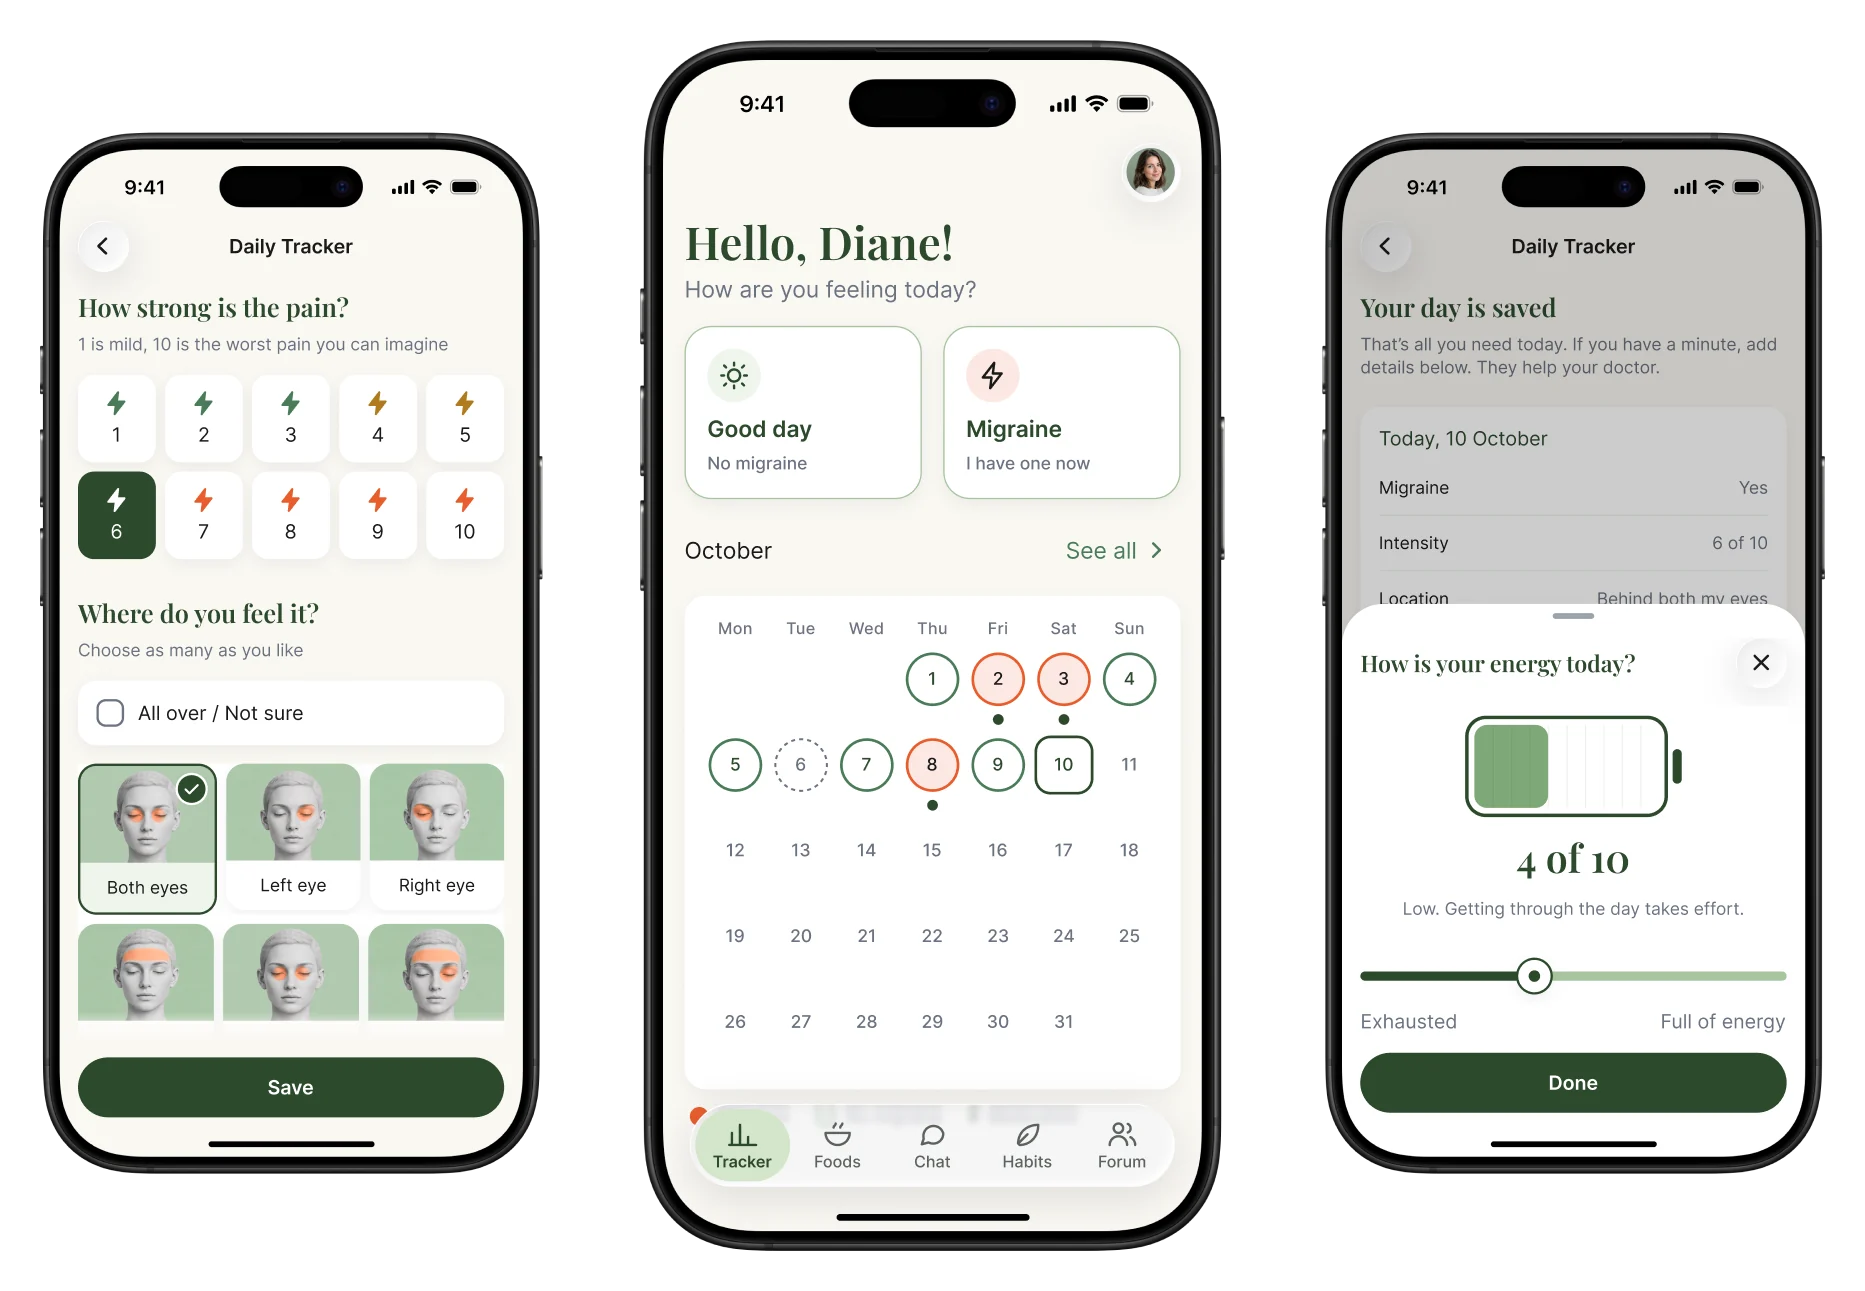 9:41
Daily Tracker
How strong is the pain?
1 is mild, 10 is the worst pain you can imagine
1 2 3 4 5
6 7 8 9 10
Where do you feel it?
Choose as many as you like
All over / Not sure
Both eyes Left eye Right eye
Save
9:41
Hello, Diane!
How are you feeling today?
Good day
No migraine
Migraine
I have one now
October See all
Mon Tue Wed Thu Fri Sat Sun
1 2 3 4
5 6 7 8 9 10 11
12 13 14 15 16 17 18
19 20 21 22 23 24 25
26 27 28 29 30 31
Tracker Foods Chat Habits Forum
9:41
Daily Tracker
Your day is saved
That’s all you need today. If you have a minute, add
details below. They help your doctor.
Today, 10 October
Migraine Yes
Intensity 6 of 10
Location Behind both my eyes
How is your energy today?
4 of 10
Low. Getting through the day takes effort.
Exhausted Full of energy
Done